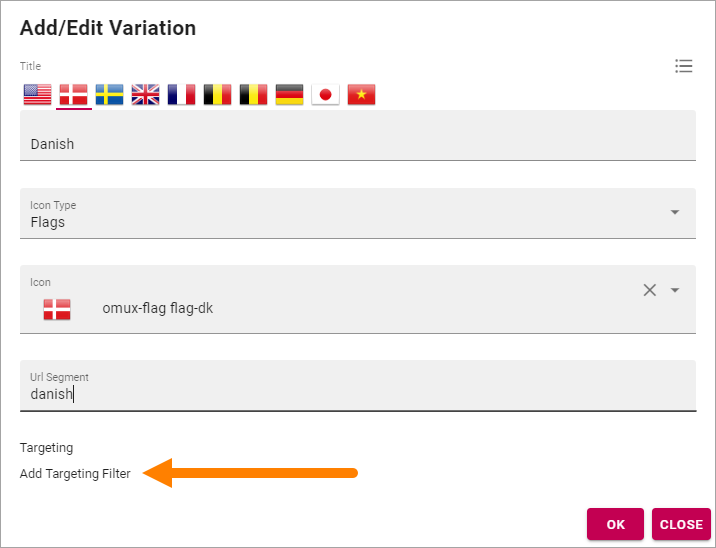 Add/Edit Variation
Title
Danish
Icon Type
Flags
Icon
omux-flag flag-dk
Url Segment
danish
Targeting
Add Targeting Filter
OK CLOSE